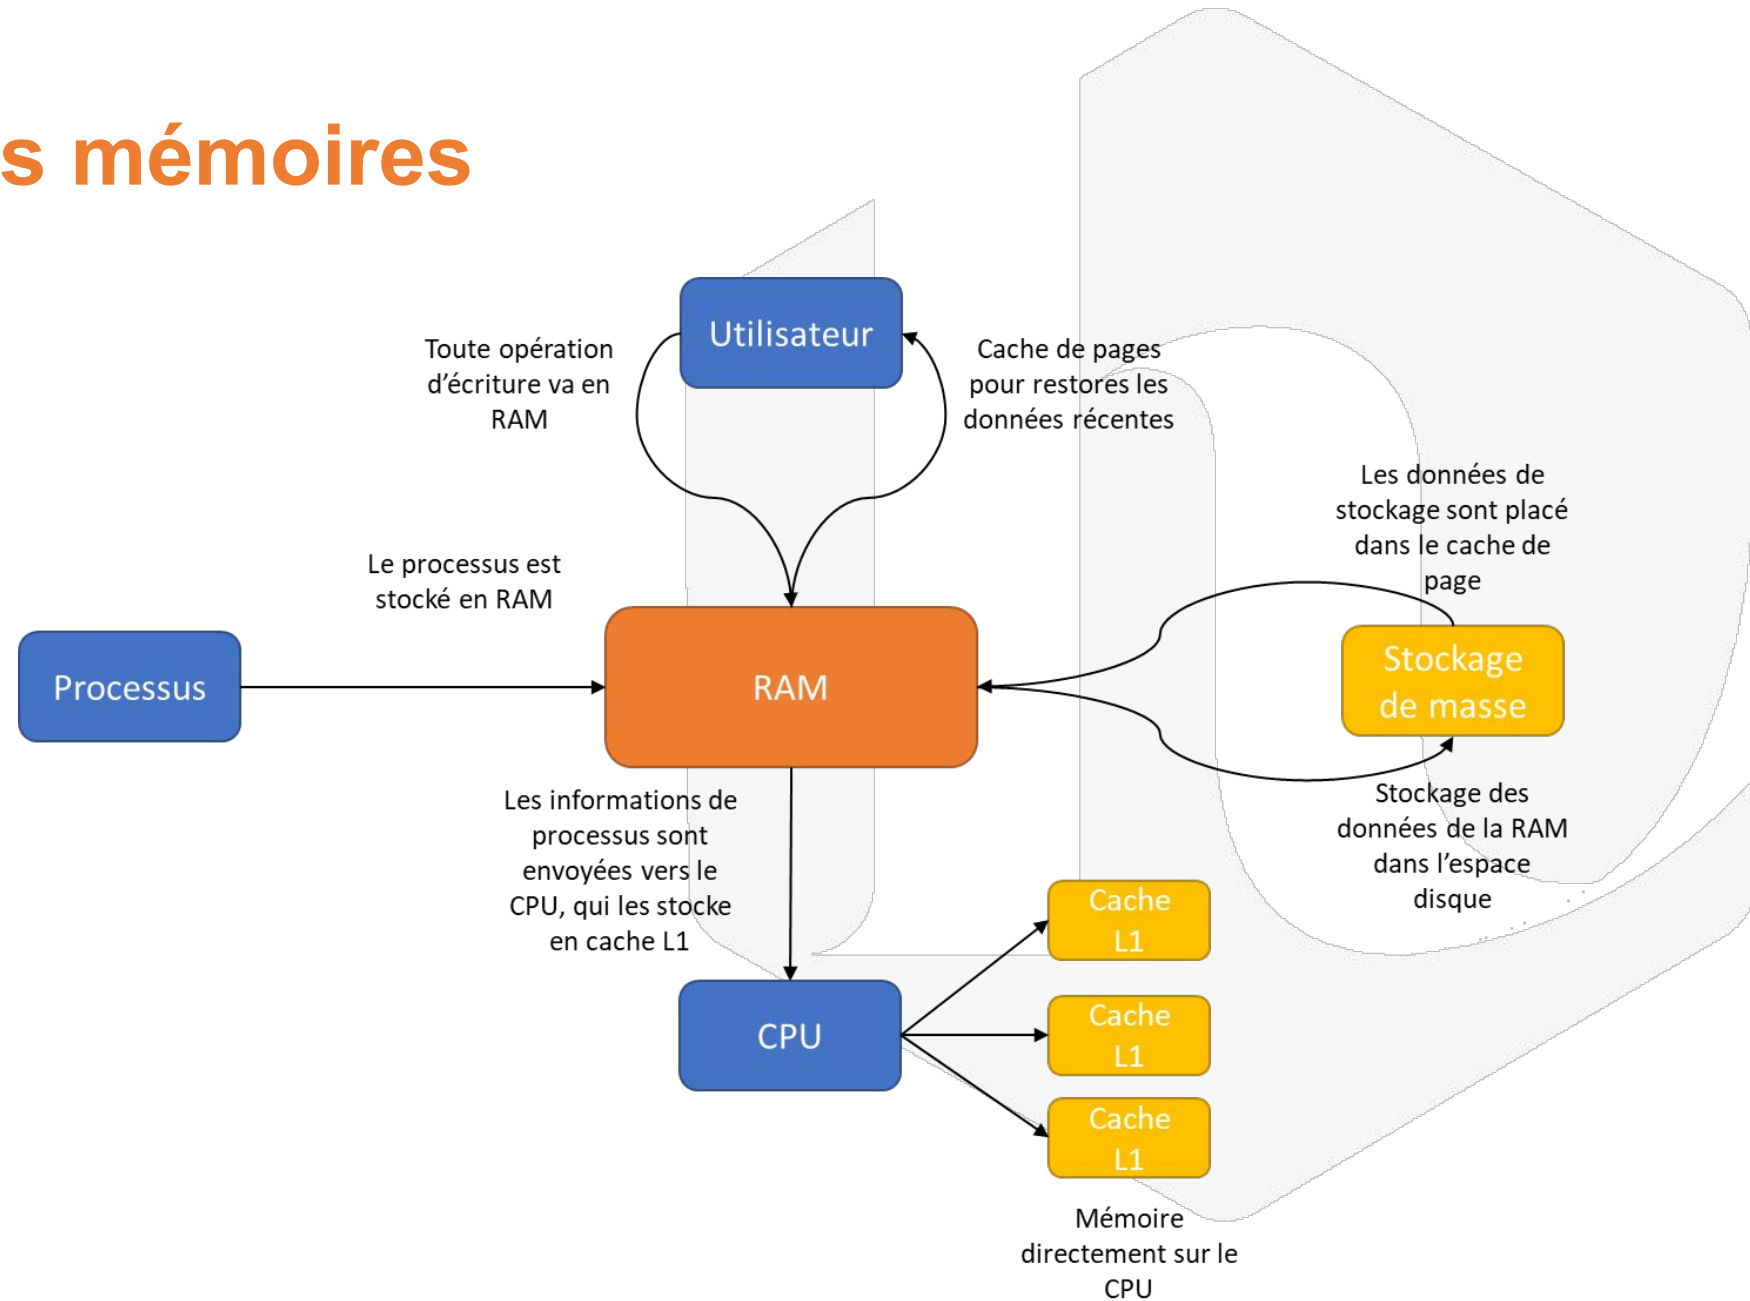 s mémoires
Utilisateur
Toute opération
d'écriture va en
RAM
Cache de pages
pour restores les
données récentes
Les données de
stockage sont placé
dans le cache de
page
Le processus est
stocké en RAM
Processus
RAM
Stockage
de masse
Les informations de
processus sont
envoyées vers le
CPU, qui les stocke
en cache L1
Stockage des
données de la RAM
dans l'espace
disque
Cache
L1
CPU
Cache
L1
Cache
L1
Mémoire
directement sur le
CPU